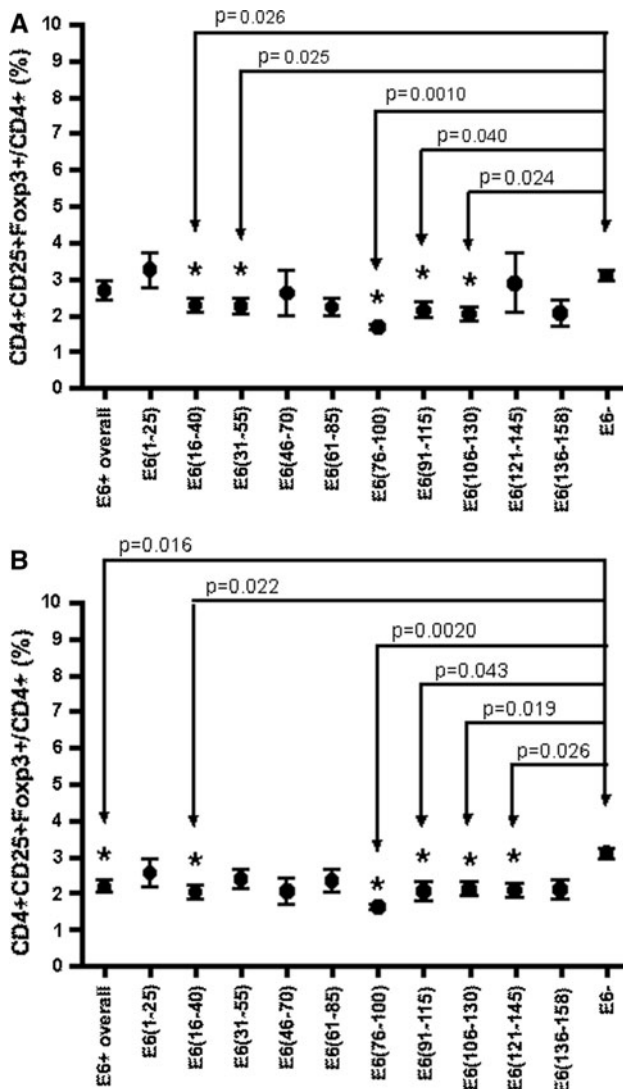 A
CD4+CD25+Foxp3+/CD4+ (%)
10
9
8
7
6
5
4
3
2
1
0
p=0.026
p=0.025
p=0.0010
p=0.040
p=0.024
* * * * *
E6+ overall
E6(1-25)
E6(16-40)
E6(31-55)
E6(46-70)
E6(61-85)
E6(76-100)
E6(91-115)
E6(106-130)
E6(121-145)
E6(136-158)
E6-
B
CD4+CD25+Foxp3+/CD4+ (%)
10
9
8
7
6
5
4
3
2
1
0
p=0.016
p=0.022
p=0.0020
p=0.043
p=0.019
p=0.026
* * * * * *
E6+ overall
E6(1-25)
E6(16-40)
E6(31-55)
E6(46-70)
E6(61-85)
E6(76-100)
E6(91-115)
E6(106-130)
E6(121-145)
E6(136-158)
E6-